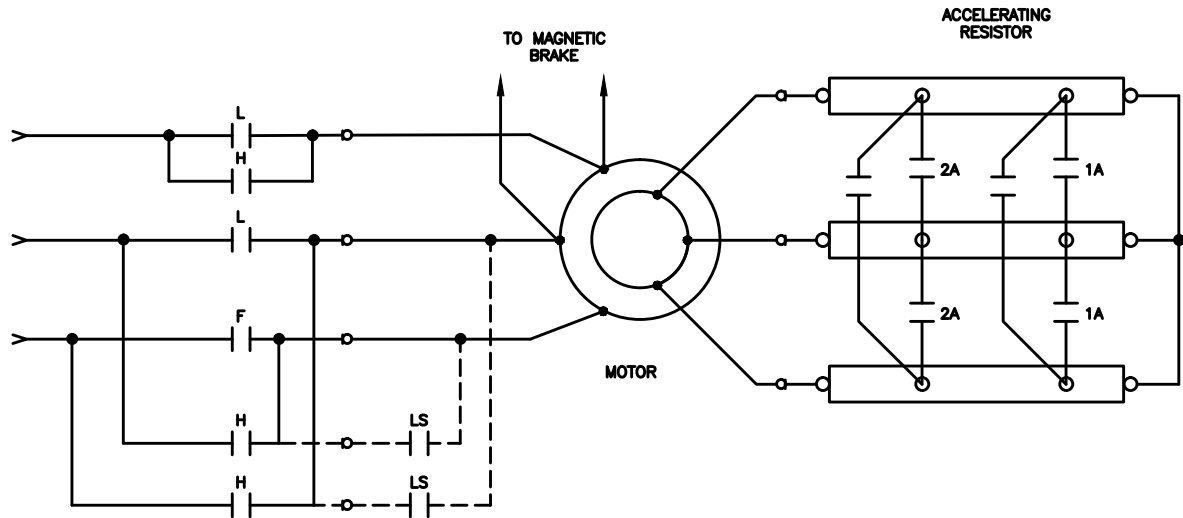 ACCELERATING
RESISTOR
TO MAGNETIC
BRAKE
L
H
2A
1A
L
F
2A
1A
MOTOR
H
LS
H
LS